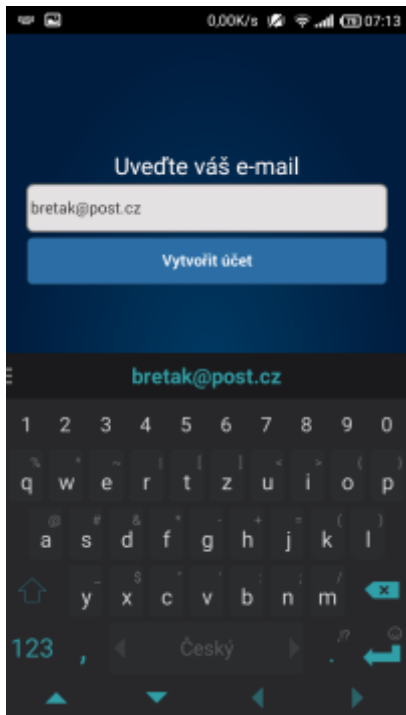 0,00K/s 75 07:13
Uveďte váš e-mail
bretak@post.cz
Vytvořit účet
bretak@post.cz
1 2 3 4 5 6 7 8 9 0
q w e r t z u i o p
a s d f g h j k l
y x c v b n m
123 , Český .